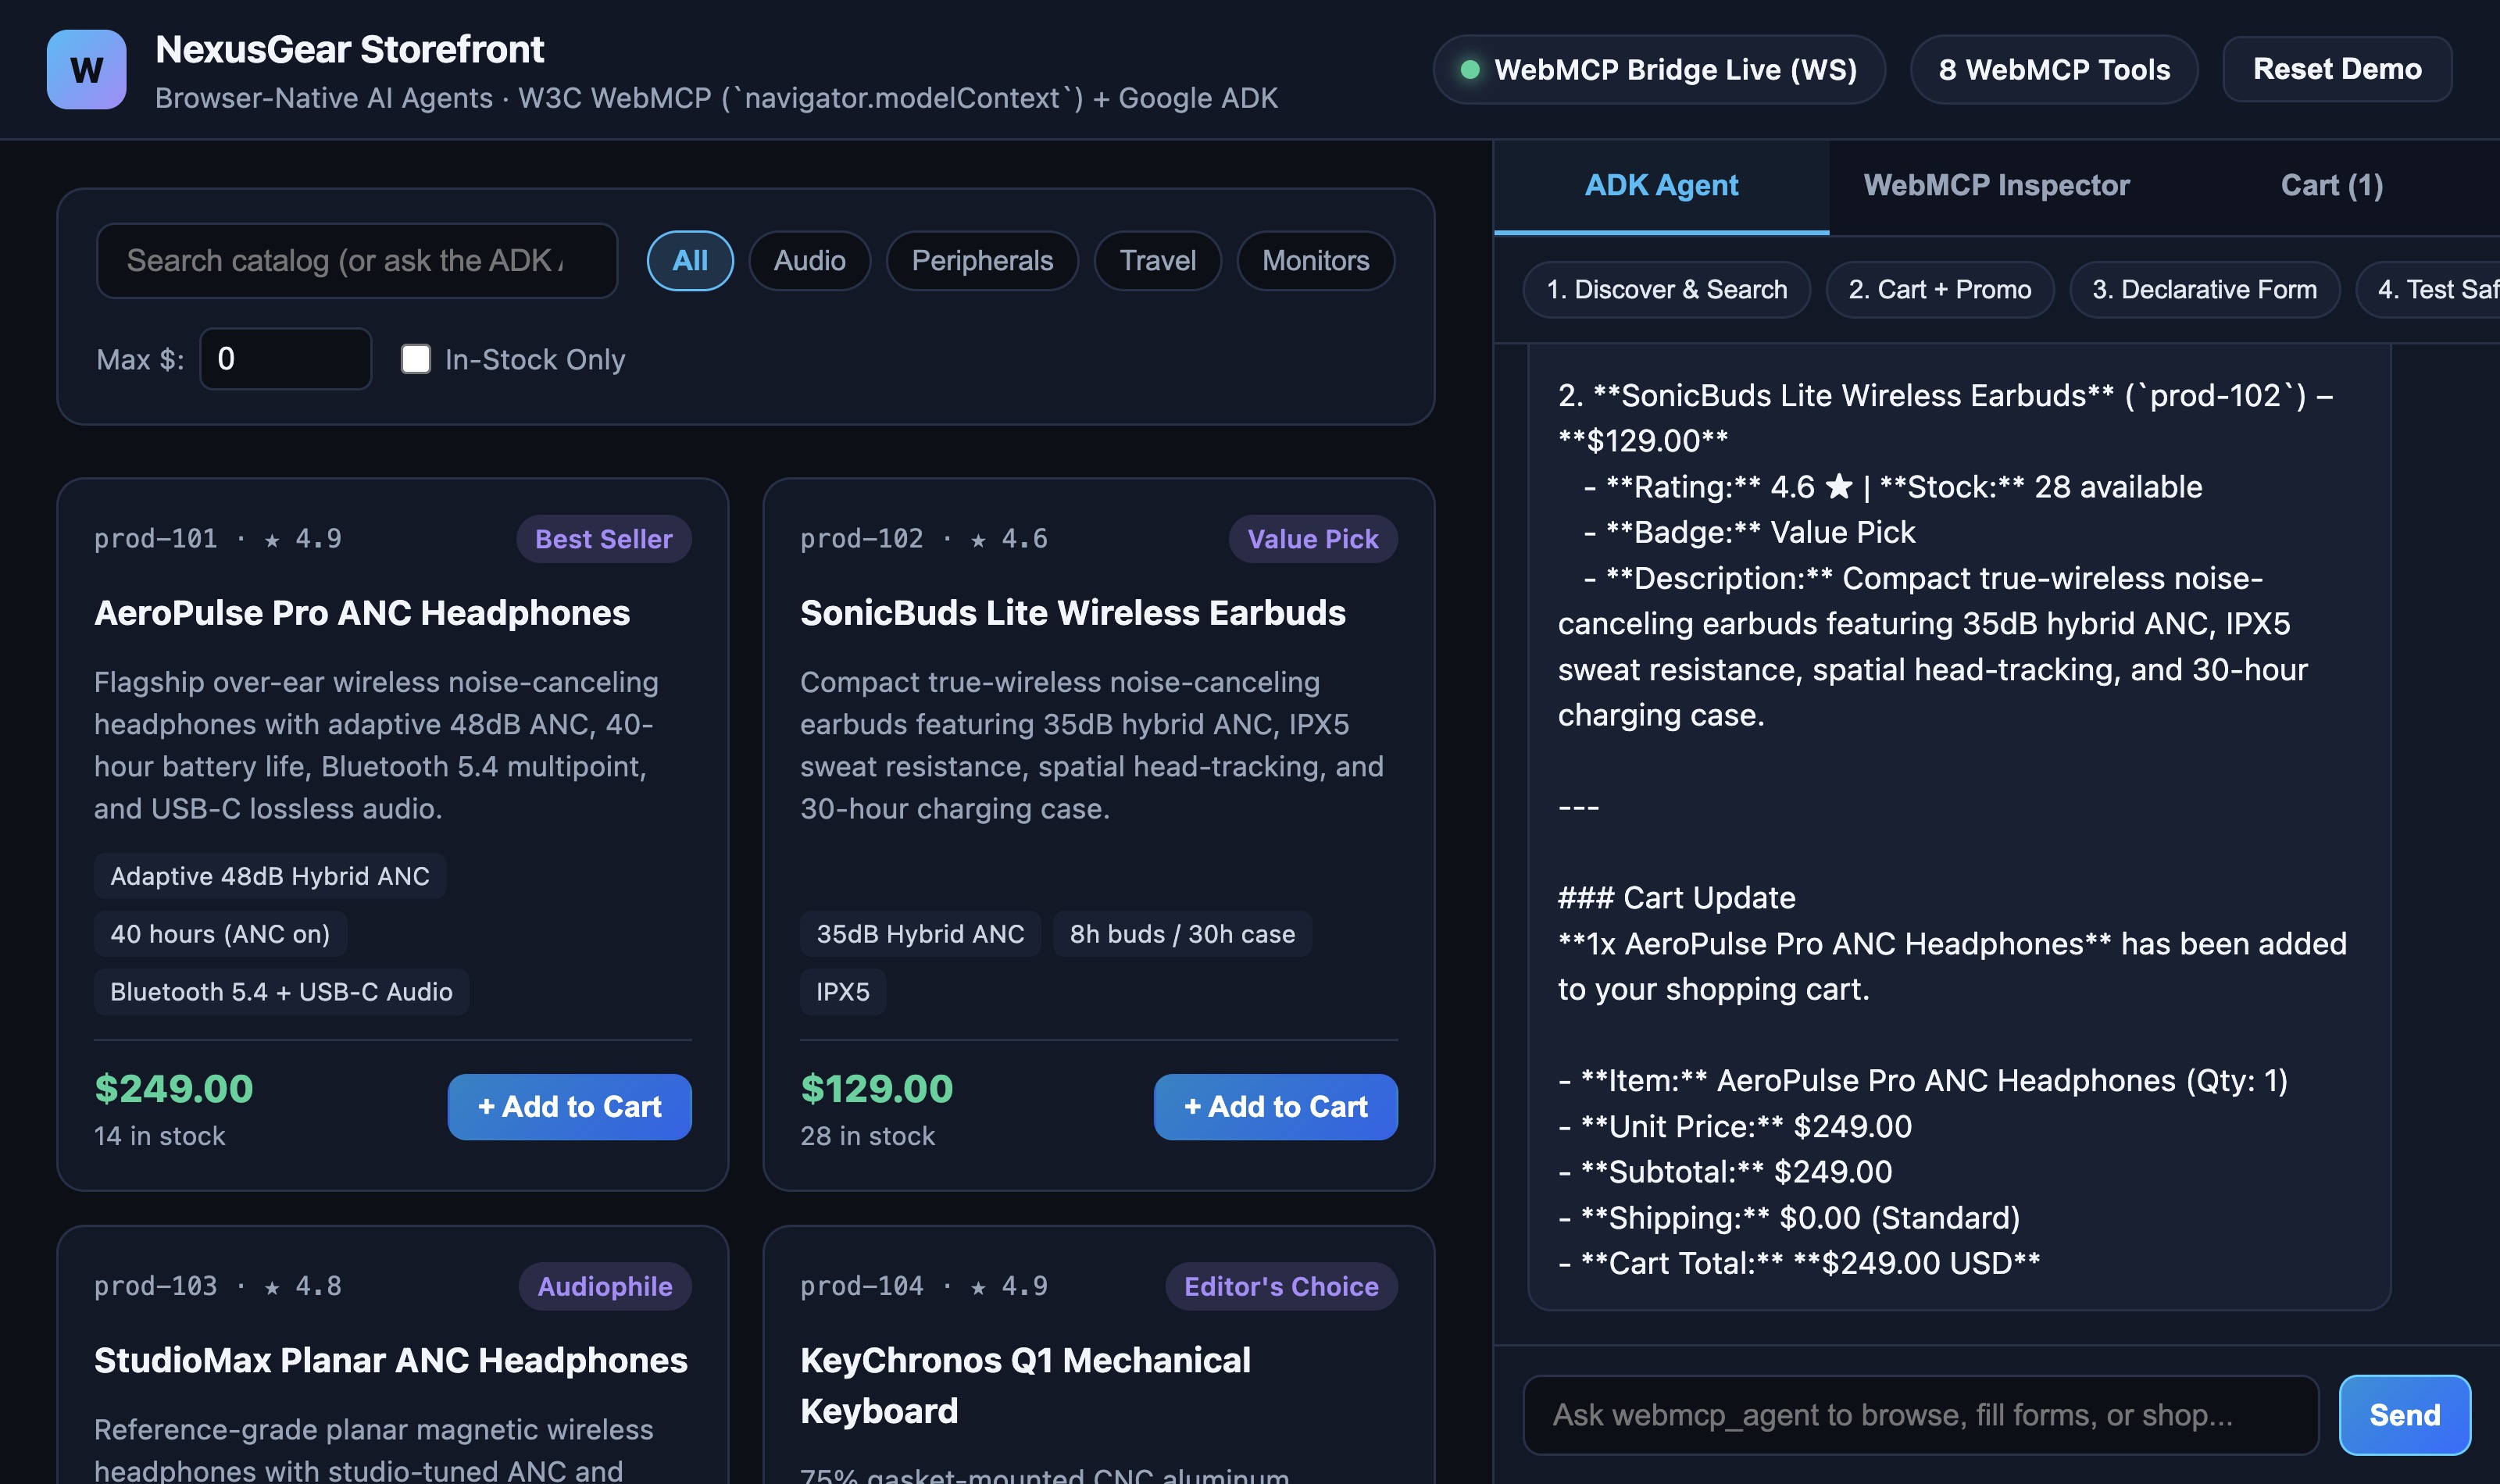 W
NexusGear Storefront
Browser-Native AI Agents · W3C WebMCP (`navigator.modelContext`) + Google ADK
WebMCP Bridge Live (WS)
8 WebMCP Tools
Reset Demo
Search catalog (or ask the ADK
All
Audio
Peripherals
Travel
Monitors
Max $:
0
In-Stock Only
prod-101 · ★ 4.9
Best Seller
AeroPulse Pro ANC Headphones
Flagship over-ear wireless noise-canceling
headphones with adaptive 48dB ANC, 40-
hour battery life, Bluetooth 5.4 multipoint,
and USB-C lossless audio.
Adaptive 48dB Hybrid ANC
40 hours (ANC on)
Bluetooth 5.4 + USB-C Audio
$249.00
14 in stock
+ Add to Cart
prod-102 · ★ 4.6
Value Pick
SonicBuds Lite Wireless Earbuds
Compact true-wireless noise-canceling
earbuds featuring 35dB hybrid ANC, IPX5
sweat resistance, spatial head-tracking, and
30-hour charging case.
35dB Hybrid ANC
8h buds / 30h case
IPX5
$129.00
28 in stock
+ Add to Cart
prod-103 · ★ 4.8
Audiophile
StudioMax Planar ANC Headphones
Reference-grade planar magnetic wireless
headphones with studio-tuned ANC and
prod-104 · ★ 4.9
Editor's Choice
KeyChronos Q1 Mechanical
Keyboard
75% gasket-mounted CNC aluminum
ADK Agent
WebMCP Inspector
Cart (1)
1. Discover & Search
2. Cart + Promo
3. Declarative Form
4. Test Saf
2. **SonicBuds Lite Wireless Earbuds** (`prod-102`) –
**$129.00**
- **Rating:** 4.6 ★ | **Stock:** 28 available
- **Badge:** Value Pick
- **Description:** Compact true-wireless noise-
canceling earbuds featuring 35dB hybrid ANC, IPX5
sweat resistance, spatial head-tracking, and 30-hour
charging case.
---
### Cart Update
**1x AeroPulse Pro ANC Headphones** has been added
to your shopping cart.
- **Item:** AeroPulse Pro ANC Headphones (Qty: 1)
- **Unit Price:** $249.00
- **Subtotal:** $249.00
- **Shipping:** $0.00 (Standard)
- **Cart Total:** **$249.00 USD**
Ask webmcp_agent to browse, fill forms, or shop...
Send